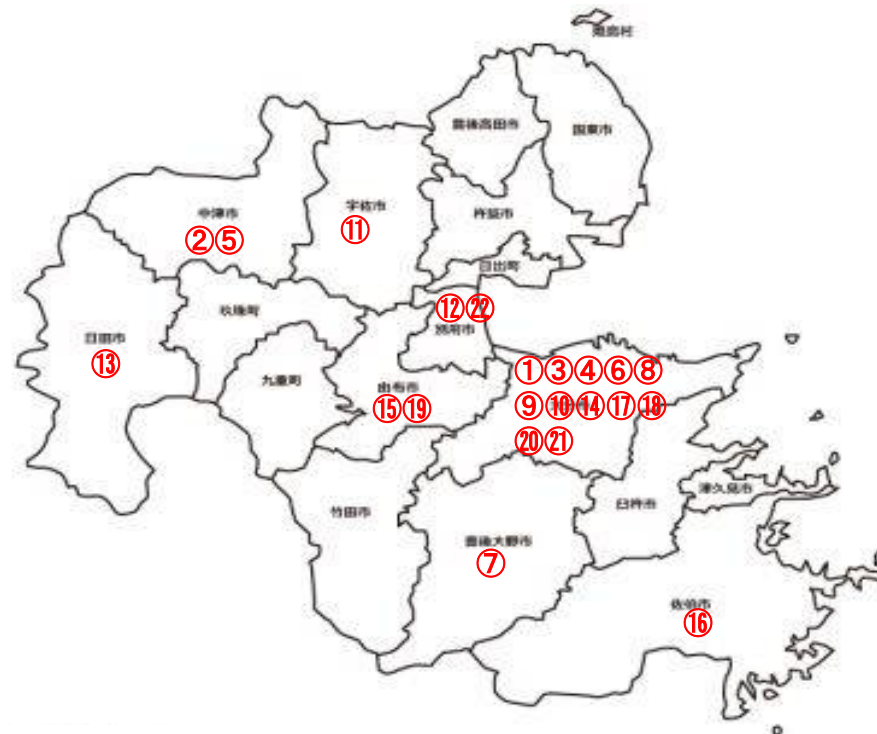 姫島村
豊後高田市
国東市
中津市
宇佐市
杵築市
②⑤
⑪
日出町
玖珠町
⑫㉒
別府市
日田市
⑬
九重町
由布市
⑮⑲
①③④⑥⑧
⑨⑩⑭⑰⑱
⑳㉑
竹田市
臼杵市
津久見市
豊後大野市
⑦
佐伯市
⑯